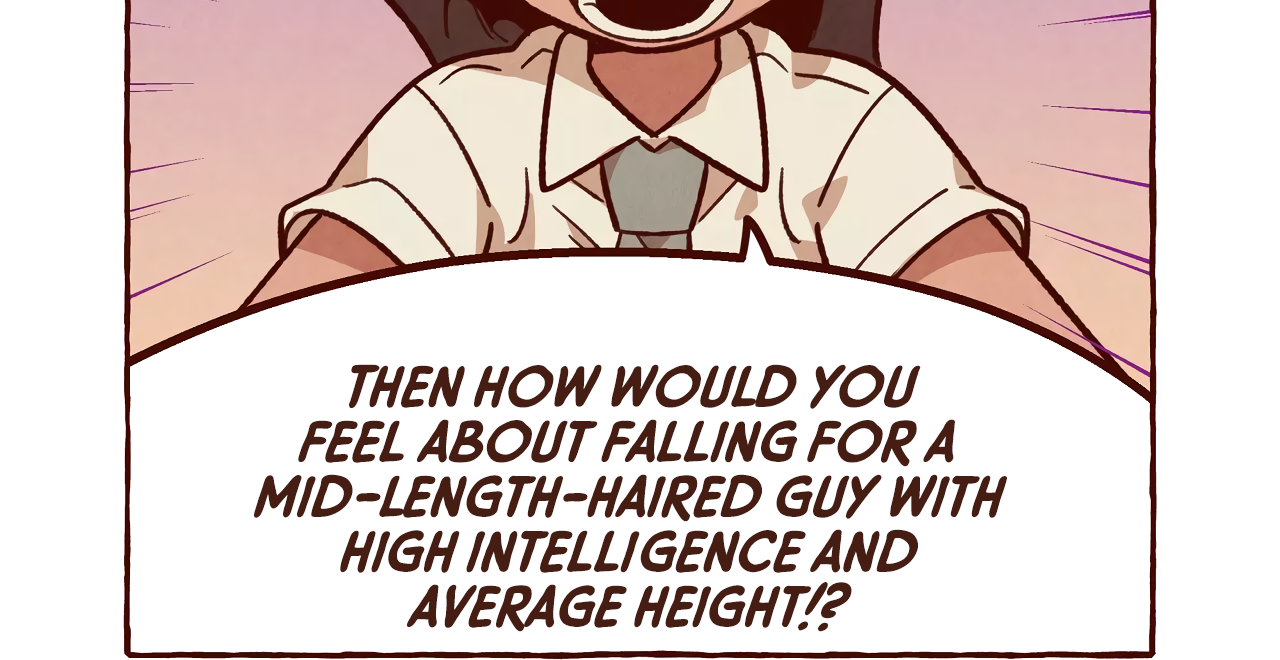 THEN HOW WOULD YOU
FEEL ABOUT FALLING FOR A
MID-LENGTH-HAIRED GUY WITH
HIGH INTELLIGENCE AND
AVERAGE HEIGHT!?